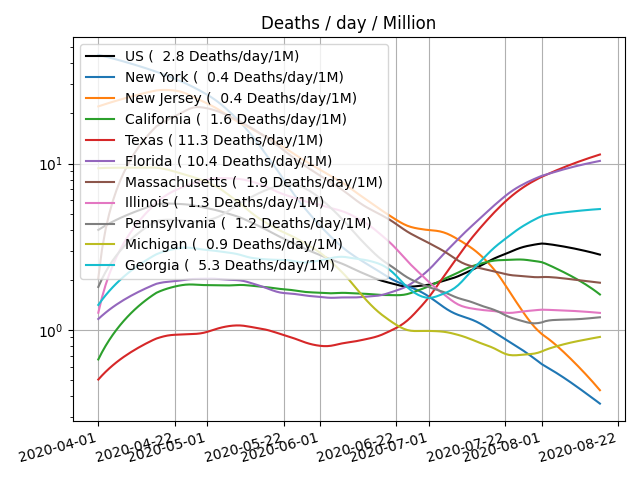 Deaths / day / Million
US (  2.8 Deaths/day/1M)
New York (  0.4 Deaths/day/1M)
New Jersey (  0.4 Deaths/day/1M)
California (  1.6 Deaths/day/1M)
Texas ( 11.3 Deaths/day/1M)
Florida ( 10.4 Deaths/day/1M)
Massachusetts (  1.9 Deaths/day/1M)
Illinois (  1.3 Deaths/day/1M)
Pennsylvania (  1.2 Deaths/day/1M)
Michigan (  0.9 Deaths/day/1M)
Georgia (  5.3 Deaths/day/1M)
10¹
10⁰
2020-04-01
2020-04-22
2020-05-01
2020-05-22
2020-06-01
2020-06-22
2020-07-01
2020-07-22
2020-08-01
2020-08-22